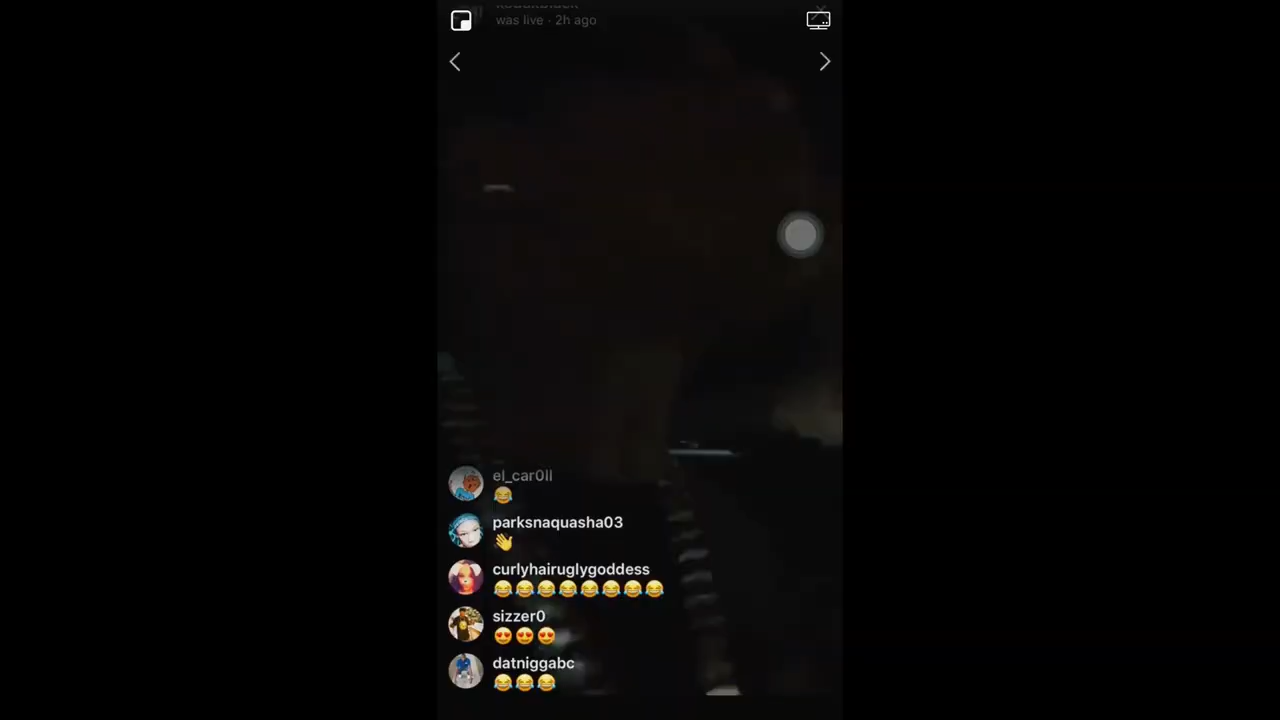 was live · 2h ago
el_car0ll
😂
parksnaquasha03
👋
curlyhairuglygoddess
😂😂😂😂😂😂😂😂
sizzer0
😍😍😍
datniggabc
😂😂😂